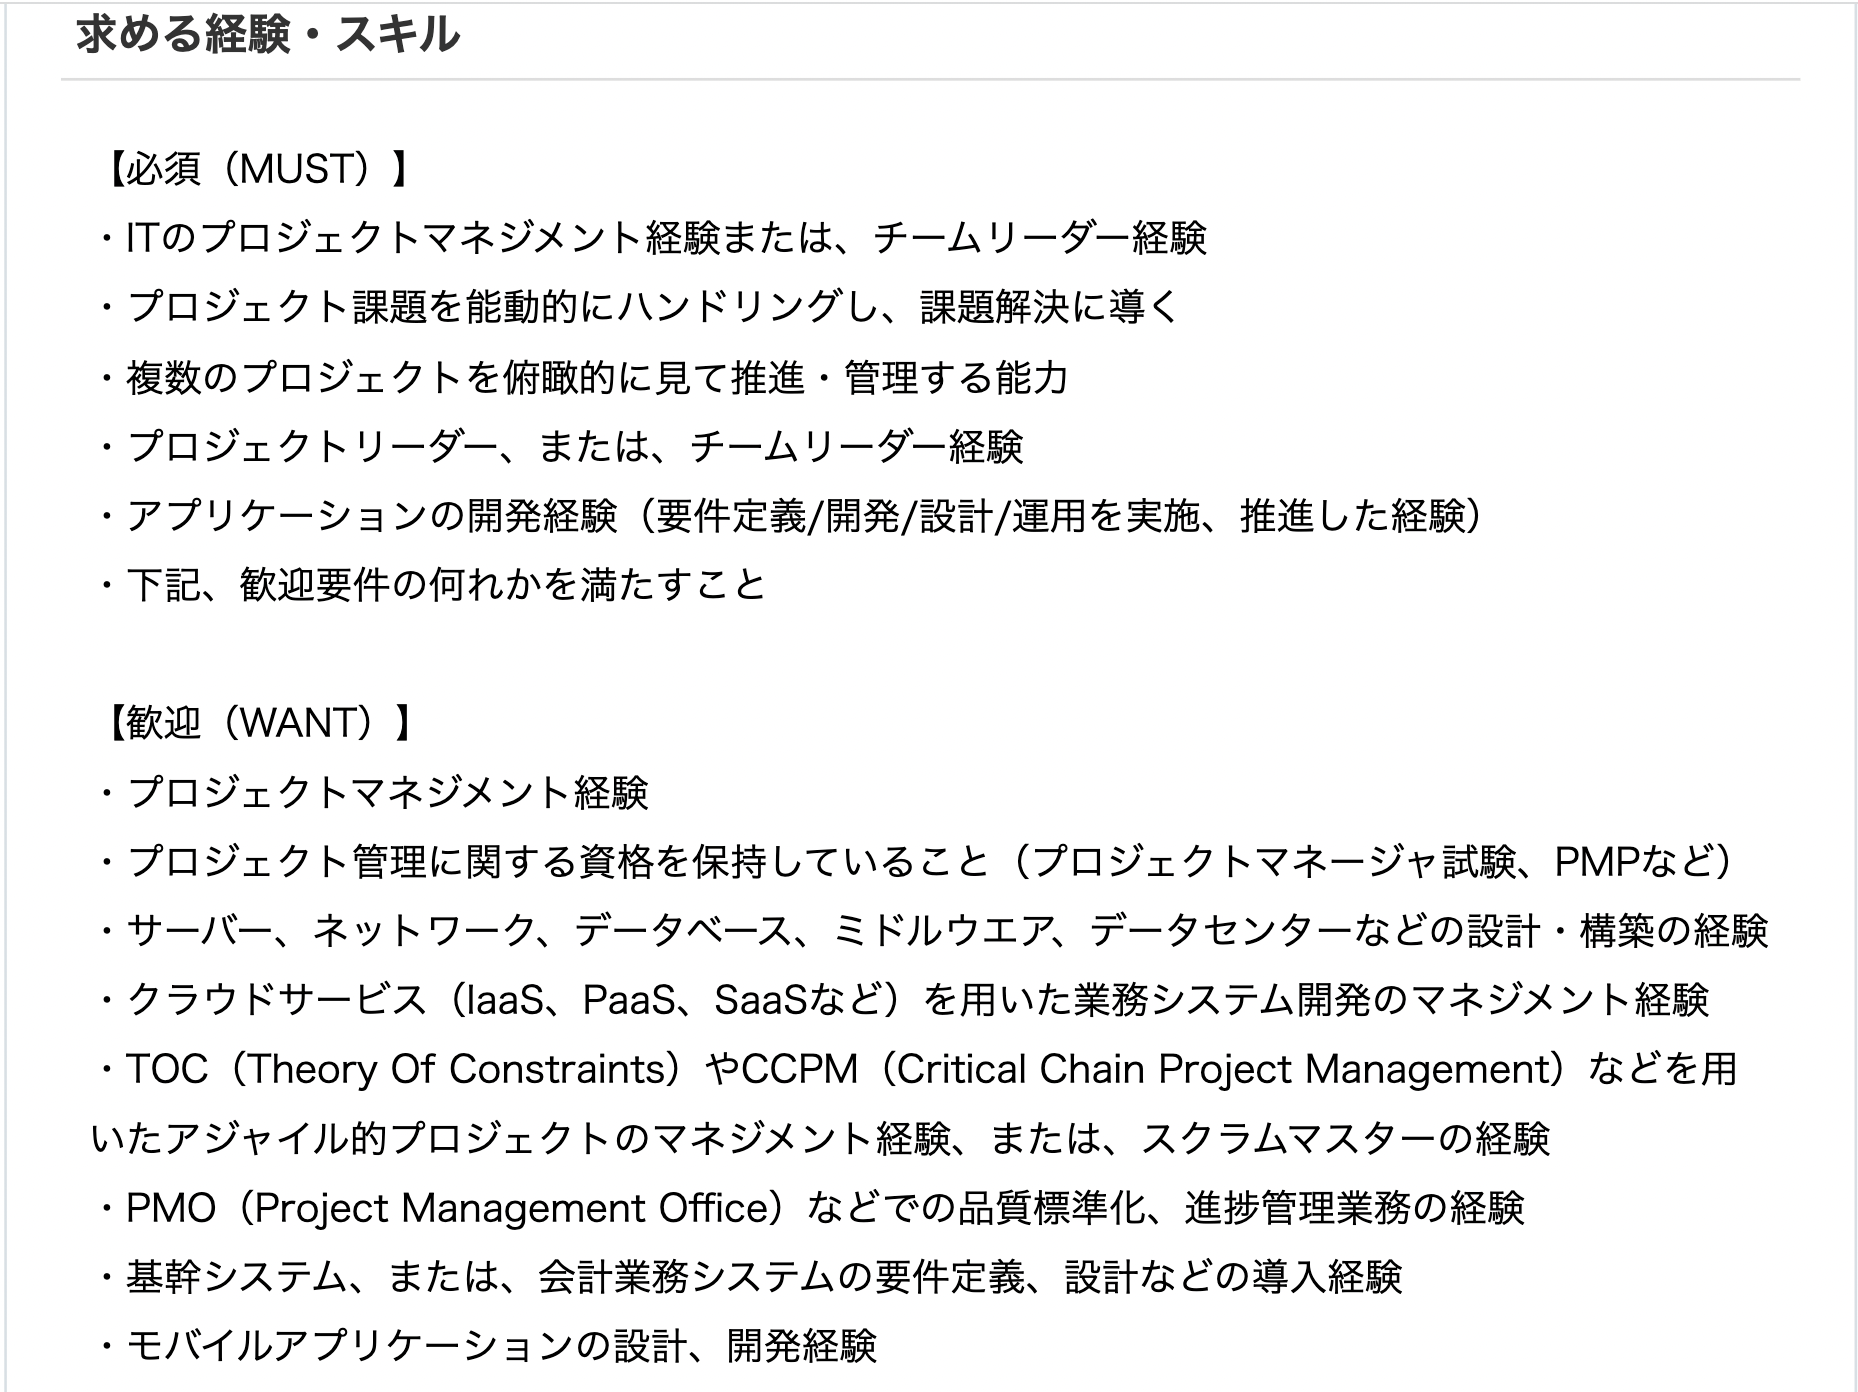 求める経験・スキル
【必須（MUST）】
・ITのプロジェクトマネジメント経験または、チームリーダー経験
・プロジェクト課題を能動的にハンドリングし、課題解決に導く
・複数のプロジェクトを俯瞰的に見て推進・管理する能力
・プロジェクトリーダー、または、チームリーダー経験
・アプリケーションの開発経験（要件定義/開発/設計/運用を実施、推進した経験）
・下記、歓迎要件の何れかを満たすこと
【歓迎（WANT）】
・プロジェクトマネジメント経験
・プロジェクト管理に関する資格を保持していること（プロジェクトマネージャ試験、PMPなど）
・サーバー、ネットワーク、データベース、ミドルウエア、データセンターなどの設計・構築の経験
・クラウドサービス（IaaS、PaaS、SaaSなど）を用いた業務システム開発のマネジメント経験
・TOC（Theory Of Constraints）やCCPM（Critical Chain Project Management）などを用
いたアジャイル的プロジェクトのマネジメント経験、または、スクラムマスターの経験
・PMO（Project Management Office）などでの品質標準化、進捗管理業務の経験
・基幹システム、または、会計業務システムの要件定義、設計などの導入経験
・モバイルアプリケーションの設計、開発経験